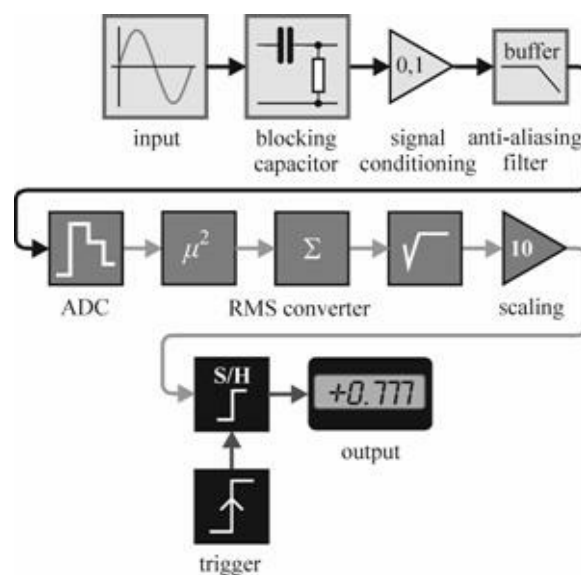 0,1
buffer
input
blocking
capacitor
signal
conditioning
anti-aliasing
filter
μ²
Σ
√
10
ADC
RMS converter
scaling
S/H
+0.777
output
trigger